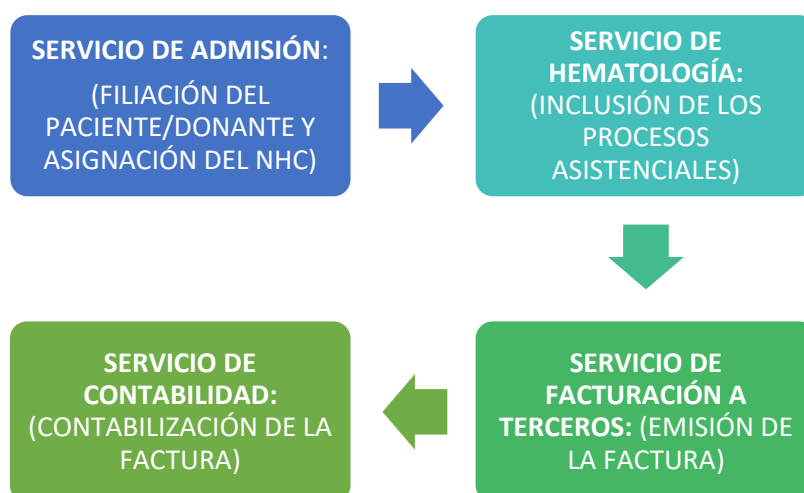 SERVICIO DE ADMISIÓN:
(FILIACIÓN DEL
PACIENTE/DONANTE Y
ASIGNACIÓN DEL NHC)
SERVICIO DE
HEMATOLOGÍA:
(INCLUSIÓN DE LOS
PROCESOS
ASISTENCIALES)
SERVICIO DE
FACTURACIÓN A
TERCEROS: (EMISIÓN DE
LA FACTURA)
SERVICIO DE
CONTABILIDAD:
(CONTABILIZACIÓN DE LA
FACTURA)